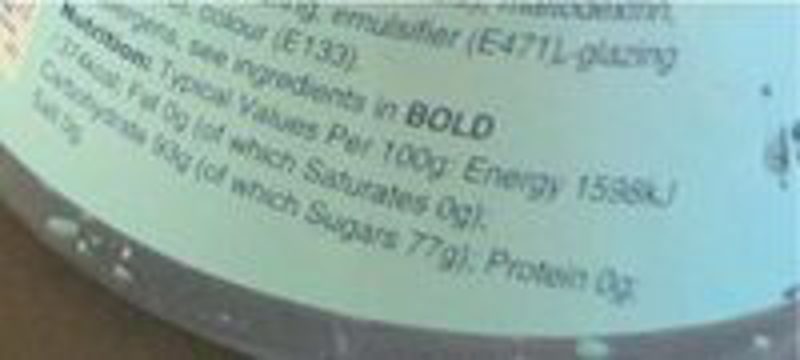 maltodextrin,
emulsifier (E471), glazing
colour (E133).
see ingredients in BOLD
Nutrition: Typical Values Per 100g: Energy 1598kJ
Fat 0g (of which Saturates 0g);
Carbohydrate 93g (of which Sugars 77g); Protein 0g;
Salt 0g